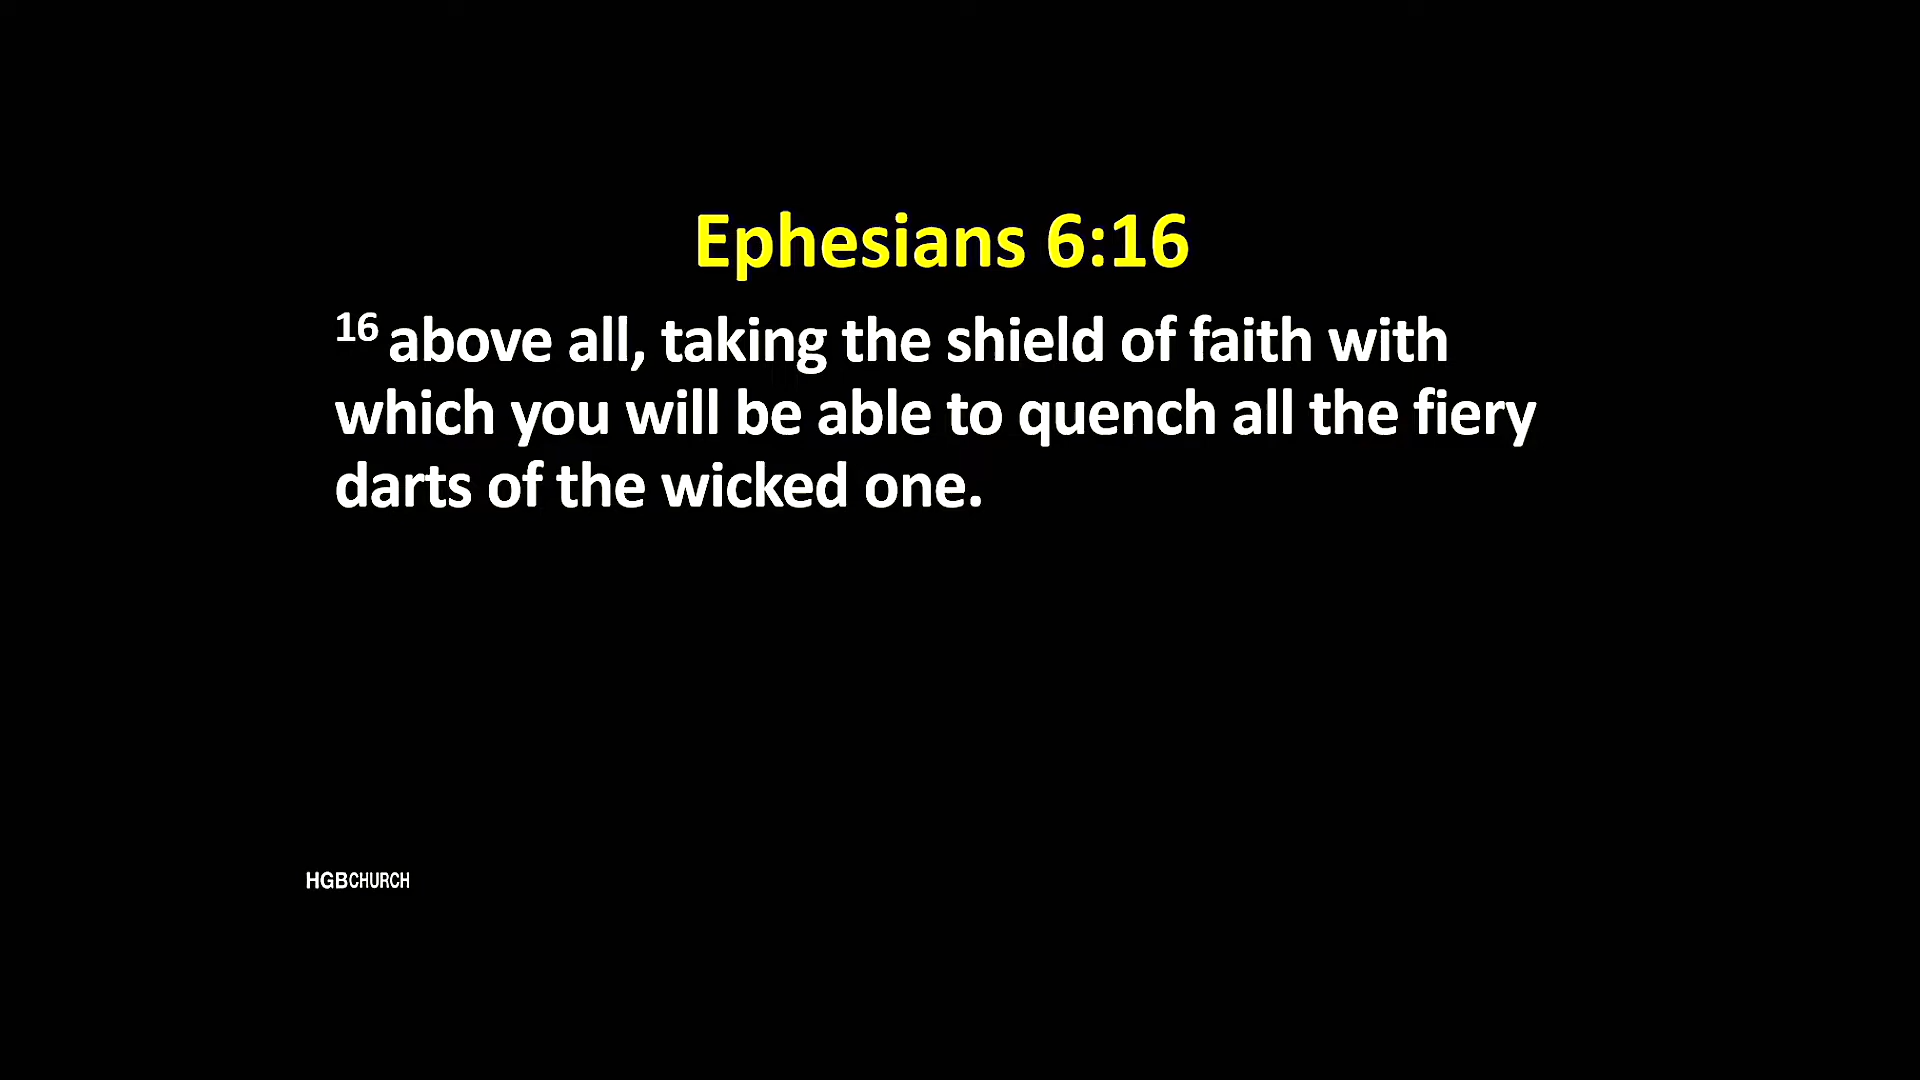 Ephesians 6:16
16 above all, taking the shield of faith with
which you will be able to quench all the fiery
darts of the wicked one.
HGBCHURCH